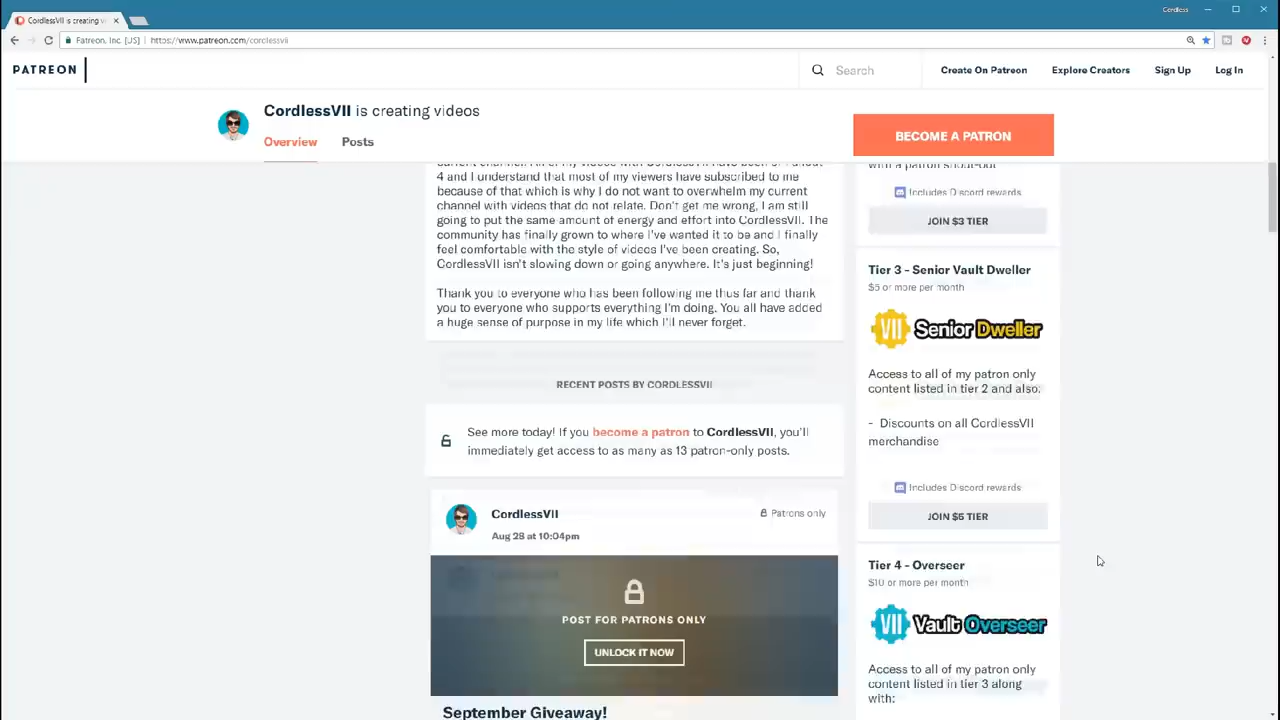 CordlessVII is creating vi
Cordless
Patreon, Inc. [US]
https://www.patreon.com/cordlessvii
PATREON
Search
Create On Patreon
Explore Creators
Sign Up
Log In
CordlessVII is creating videos
Overview
Posts
BECOME A PATRON
4 and I understand that most of my viewers have subscribed to me
because of that which is why I do not want to overwhelm my current
channel with videos that do not relate. Don't get me wrong, I am still
going to put the same amount of energy and effort into CordlessVII. The
community has finally grown to where I've wanted it to be and I finally
feel comfortable with the style of videos I've been creating. So,
CordlessVII isn't slowing down or going anywhere. It's just beginning!
Thank you to everyone who has been following me thus far and thank
you to everyone who supports everything I'm doing. You all have added
a huge sense of purpose in my life which I'll never forget.
RECENT POSTS BY CORDLESSVII
See more today! If you become a patron to CordlessVII, you'll
immediately get access to as many as 13 patron-only posts.
CordlessVII
Patrons only
Aug 28 at 10:04pm
POST FOR PATRONS ONLY
UNLOCK IT NOW
September Giveaway!
with a patron shout-out
Includes Discord rewards
JOIN $3 TIER
Tier 3 - Senior Vault Dweller
$5 or more per month
VII Senior Dweller
Access to all of my patron only
content listed in tier 2 and also:
- Discounts on all CordlessVII
merchandise
Includes Discord rewards
JOIN $5 TIER
Tier 4 - Overseer
$10 or more per month
VII Vault Overseer
Access to all of my patron only
content listed in tier 3 along
with: